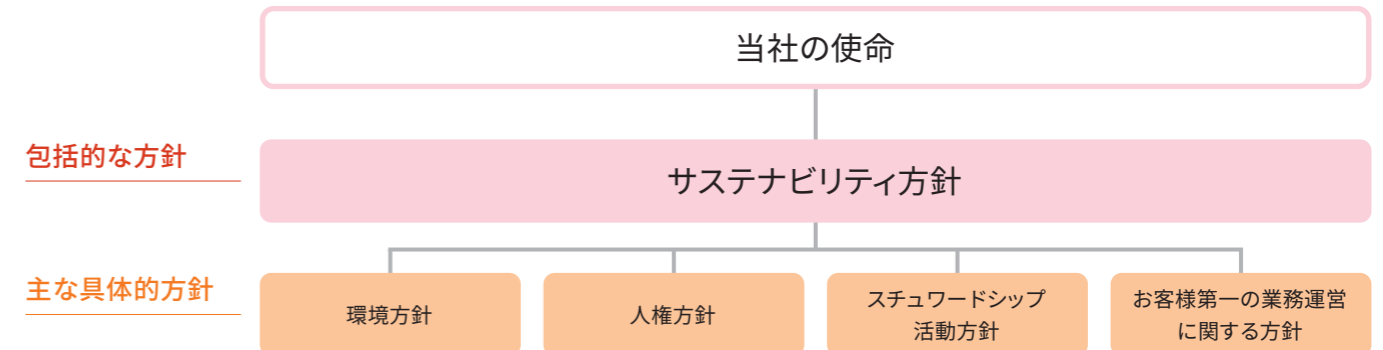 当社の使命
包括的な方針
サステナビリティ方針
主な具体的方針
環境方針
人権方針
スチュワードシップ
活動方針
お客様第一の業務運営
に関する方針